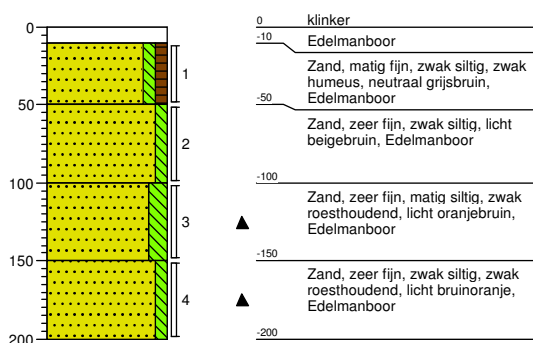 0
50
100
150
200
1
2
3
4
0
klinker
-10
Edelmanboor
Zand, matig fijn, zwak siltig, zwak
humeus, neutraal grijsbruin,
Edelmanboor
-50
Zand, zeer fijn, zwak siltig, licht
beigebruin, Edelmanboor
-100
Zand, zeer fijn, matig siltig, zwak
roesthoudend, licht oranjebruin,
Edelmanboor
-150
Zand, zeer fijn, zwak siltig, zwak
roesthoudend, licht bruinoranje,
Edelmanboor
-200